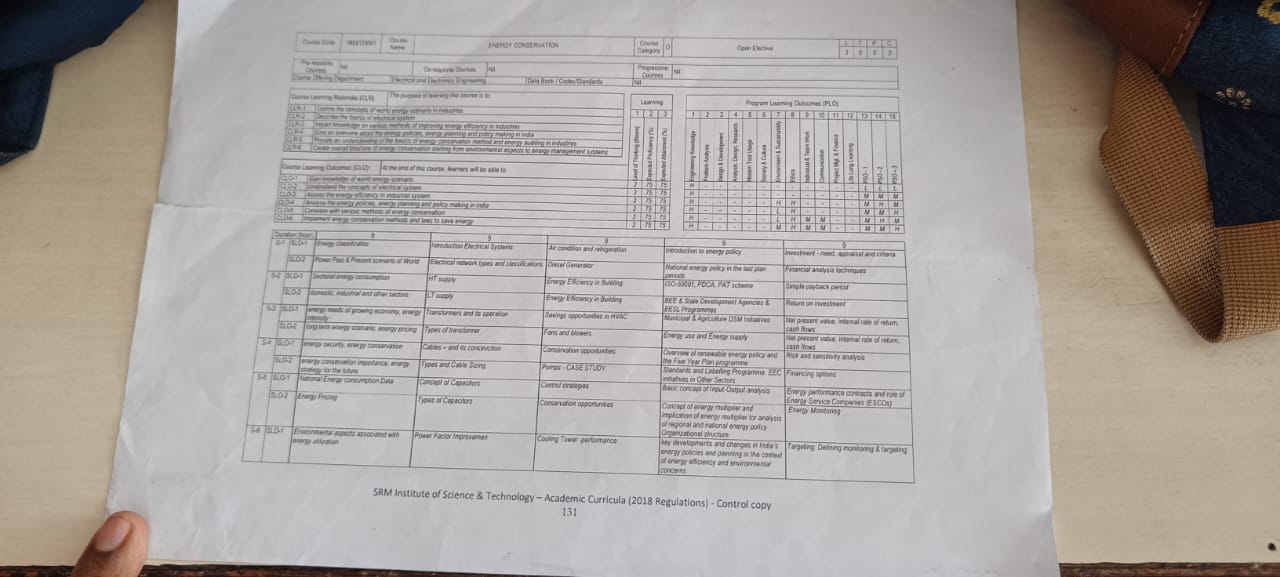 Course Code 18EEO305T Course Name ENERGY CONSERVATION Course Category O Open Elective L T P C
3 0 0 3
Pre-requisite Courses Nil Co-requisite Courses Nil Progressive Courses Nil
Course Offering Department Electrical and Electronics Engineering Data Book / Codes/Standards Nil
Course Learning Rationale (CLR): The purpose of learning this course is to:
Learning
Program Learning Outcomes (PLO)
CLR-1 Outline the concepts of world energy scenario in industries
CLR-2 Describe the basics of electrical system
CLR-3 Impart knowledge on various methods of improving energy efficiency in industries
CLR-4 Give an overview about the energy policies, energy planning and policy making in India
CLR-5 Provide an understanding of the basics of energy conservation method and energy auditing in industries
CLR-6 Create overall structure of energy conservation starting from environmental aspects to energy management systems
1 2 3
1 2 3 4 5 6 7 8 9 10 11 12 13 14 15
Level of Thinking (Bloom)
Expected Proficiency (%)
Expected Attainment (%)
Engineering Knowledge
Problem Analysis
Design & Development
Analysis, Design, Research
Modern Tool Usage
Society & Culture
Environment & Sustainability
Ethics
Individual & Team Work
Communication
Project Mgt. & Finance
Life Long Learning
PSO - 1
PSO - 2
PSO - 3
Course Learning Outcomes (CLO): At the end of this course, learners will be able to:
CLO-1 Gain knowledge of world energy scenario 2 75 75 H - - - - - - - - - - - L L L
CLO-2 Understand the concepts of electrical system 3 75 75 H - - - - - - - - - - - M M M
CLO-3 Assess the energy efficiency in industrial system 3 75 75 H - - - - - H H - - - - M H M
CLO-4 Analyse the energy policies, energy planning and policy making in india 3 75 75 H - - - - - L H - - - - M M H
CLO-5 Correlate with various methods of energy conservation 3 75 75 H - - - - - L H M M - - M H M
CLO-6 Implement energy conservation methods and laws to save energy 3 75 75 H - - - - - M H M M - - M M H
Duration (hour) 9 9 9 9 9
S-1 SLO-1 Energy classification Introduction Electrical Systems Air condition and refrigeration Introduction to energy policy Investment - need, appraisal and criteria
SLO-2 Power Past & Present scenario of World Electrical network types and classifications Diesel Generator National energy policy in the last plan periods Financial analysis techniques
S-2 SLO-1 Sectorial energy consumption HT supply Energy Efficiency in Building ISO-50001, PDCA, PAT scheme Simple payback period
SLO-2 domestic, industrial and other sectors LT supply Energy Efficiency in Building BEE & State Development Agencies & EESL Programmes Return on investment
S-3 SLO-1 energy needs of growing economy, energy intensity Transformers and its operation Savings opportunities in HVAC Municipal & Agriculture DSM Initiatives Net present value, internal rate of return, cash flows
SLO-2 long term energy scenario, energy pricing Types of transformer Fans and blowers Energy use and Energy supply Net present value, internal rate of return, cash flows
S-4 SLO-1 energy security, energy conservation Cables – and its construction Conservation opportunities Overview of renewable energy policy and the Five Year Plan programme Risk and sensitivity analysis
SLO-2 energy conservation importance, energy strategy for the future Types and Cable Sizing Pumps - CASE STUDY Standards and Labelling Programme EEC initiatives in Other Sectors Financing options
S-5 SLO-1 National Energy consumption Data Concept of Capacitors Control strategies Basic concept of Input-Output analysis Energy performance contracts and role of Energy Service Companies (ESCOs)
SLO-2 Energy Pricing Types of Capacitors Conservation opportunities Concept of energy multiplier and implication of energy multiplier for analysis of regional and national energy policy Organizational structure Energy Monitoring
S-6 SLO-1 Environmental aspects associated with energy utilization Power Factor Improvemen Cooling Tower -performance key developments and changes in India's energy policies and planning in the context of energy efficiency and environmental concerns Targeting: Defining monitoring & targeting
SRM Institute of Science & Technology – Academic Curricula (2018 Regulations) - Control copy
131